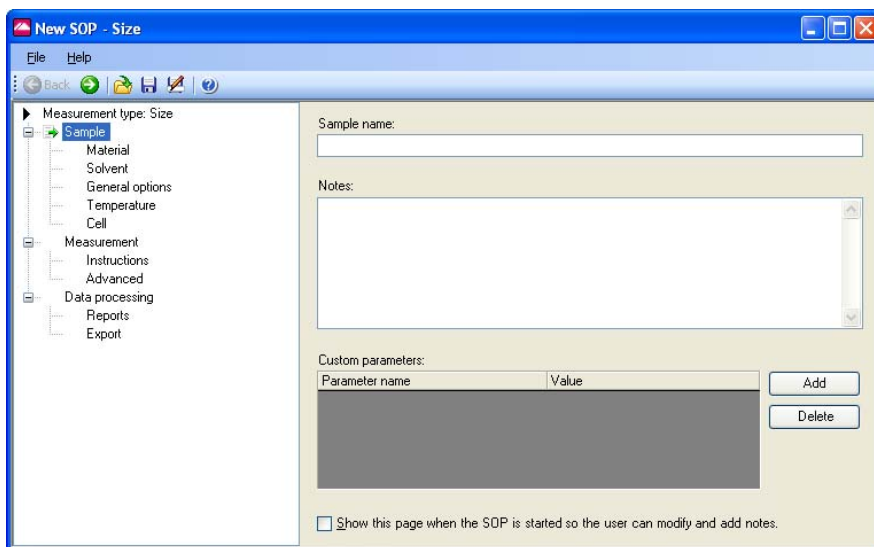 New SOP - Size
File Help
Back
Measurement type: Size
Sample
Material
Solvent
General options
Temperature
Cell
Measurement
Instructions
Advanced
Data processing
Reports
Export
Sample name:
Notes:
Custom parameters:
Parameter name Value
Add
Delete
Show this page when the SOP is started so the user can modify and add notes.